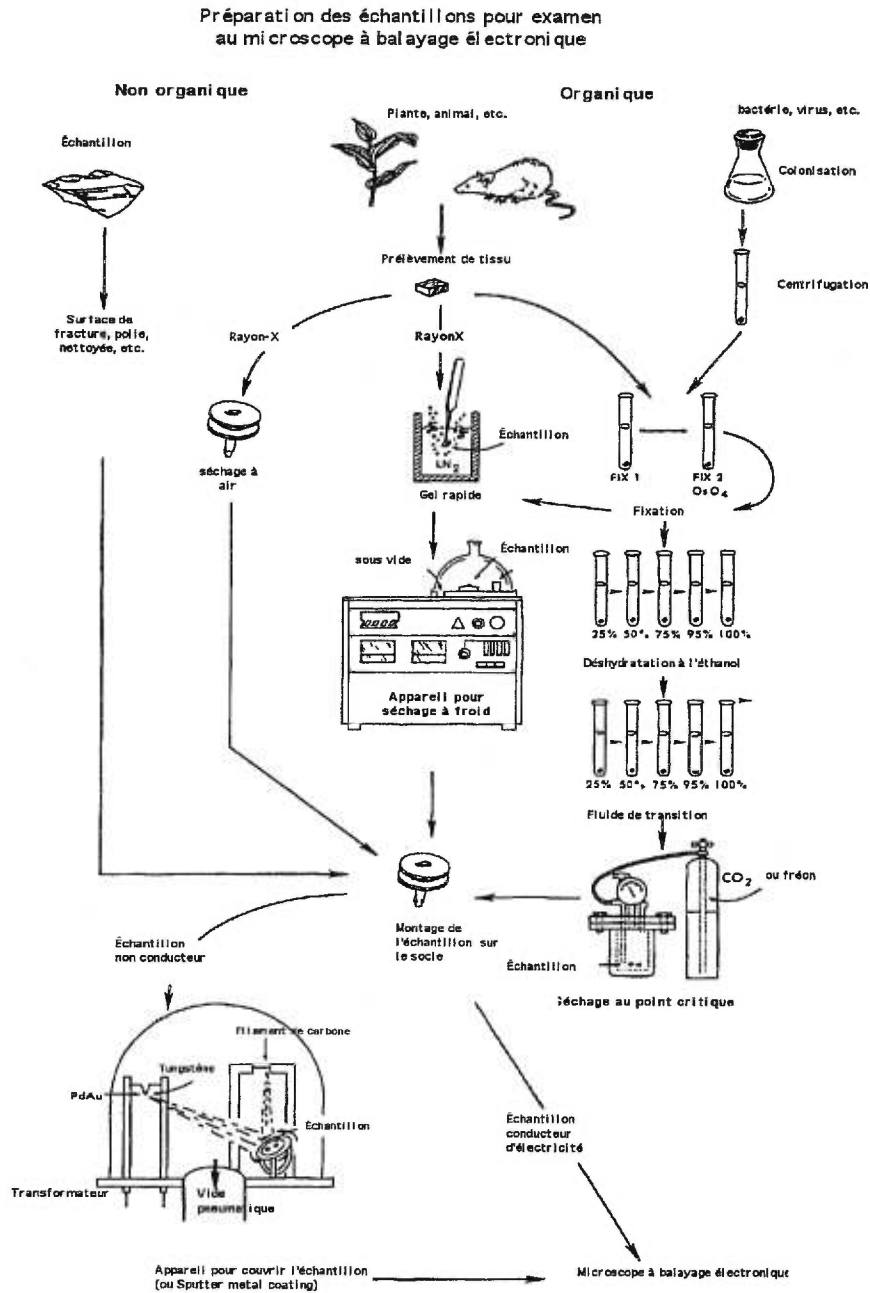 Préparation des échantillons pour examen
au microscope à balayage électronique
Non organique
Organique
Plante, animal, etc.
bactérie, virus, etc.
Échantillon
Colonisation
Prélèvement de tissu
Centrifugation
Surface de
fracture, polie,
nettoyée, etc.
Rayon-X
RayonX
Échantillon
LN2
séchage à
air
Gel rapide
FIX 1
FIX 2
OsO4
Fixation
sous vide
Échantillon
25% 50% 75% 95% 100%
Déshydratation à l'éthanol
Appareil pour
séchage à froid
25% 50% 75% 95% 100%
Fluide de transition
CO2
ou fréon
Échantillon
Séchage au point critique
Montage de
l'échantillon sur
le socle
Échantillon
non conducteur
Filament de carbone
Tungstène
PdAu
Échantillon
Échantillon
conducteur
d'électricité
Transformateur
Vide
pneumatique
Appareil pour couvrir l'échantillon
(ou Sputter metal coating)
Microscope à balayage électronique